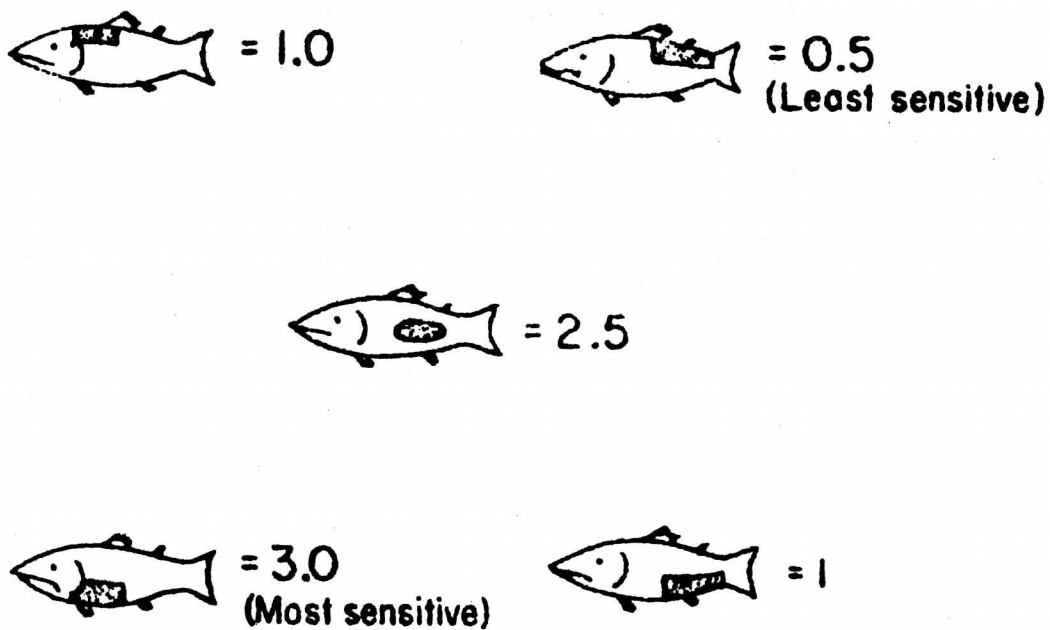 = 1.0
= 0.5
(Least sensitive)
= 2.5
= 3.0
(Most sensitive)
= 1